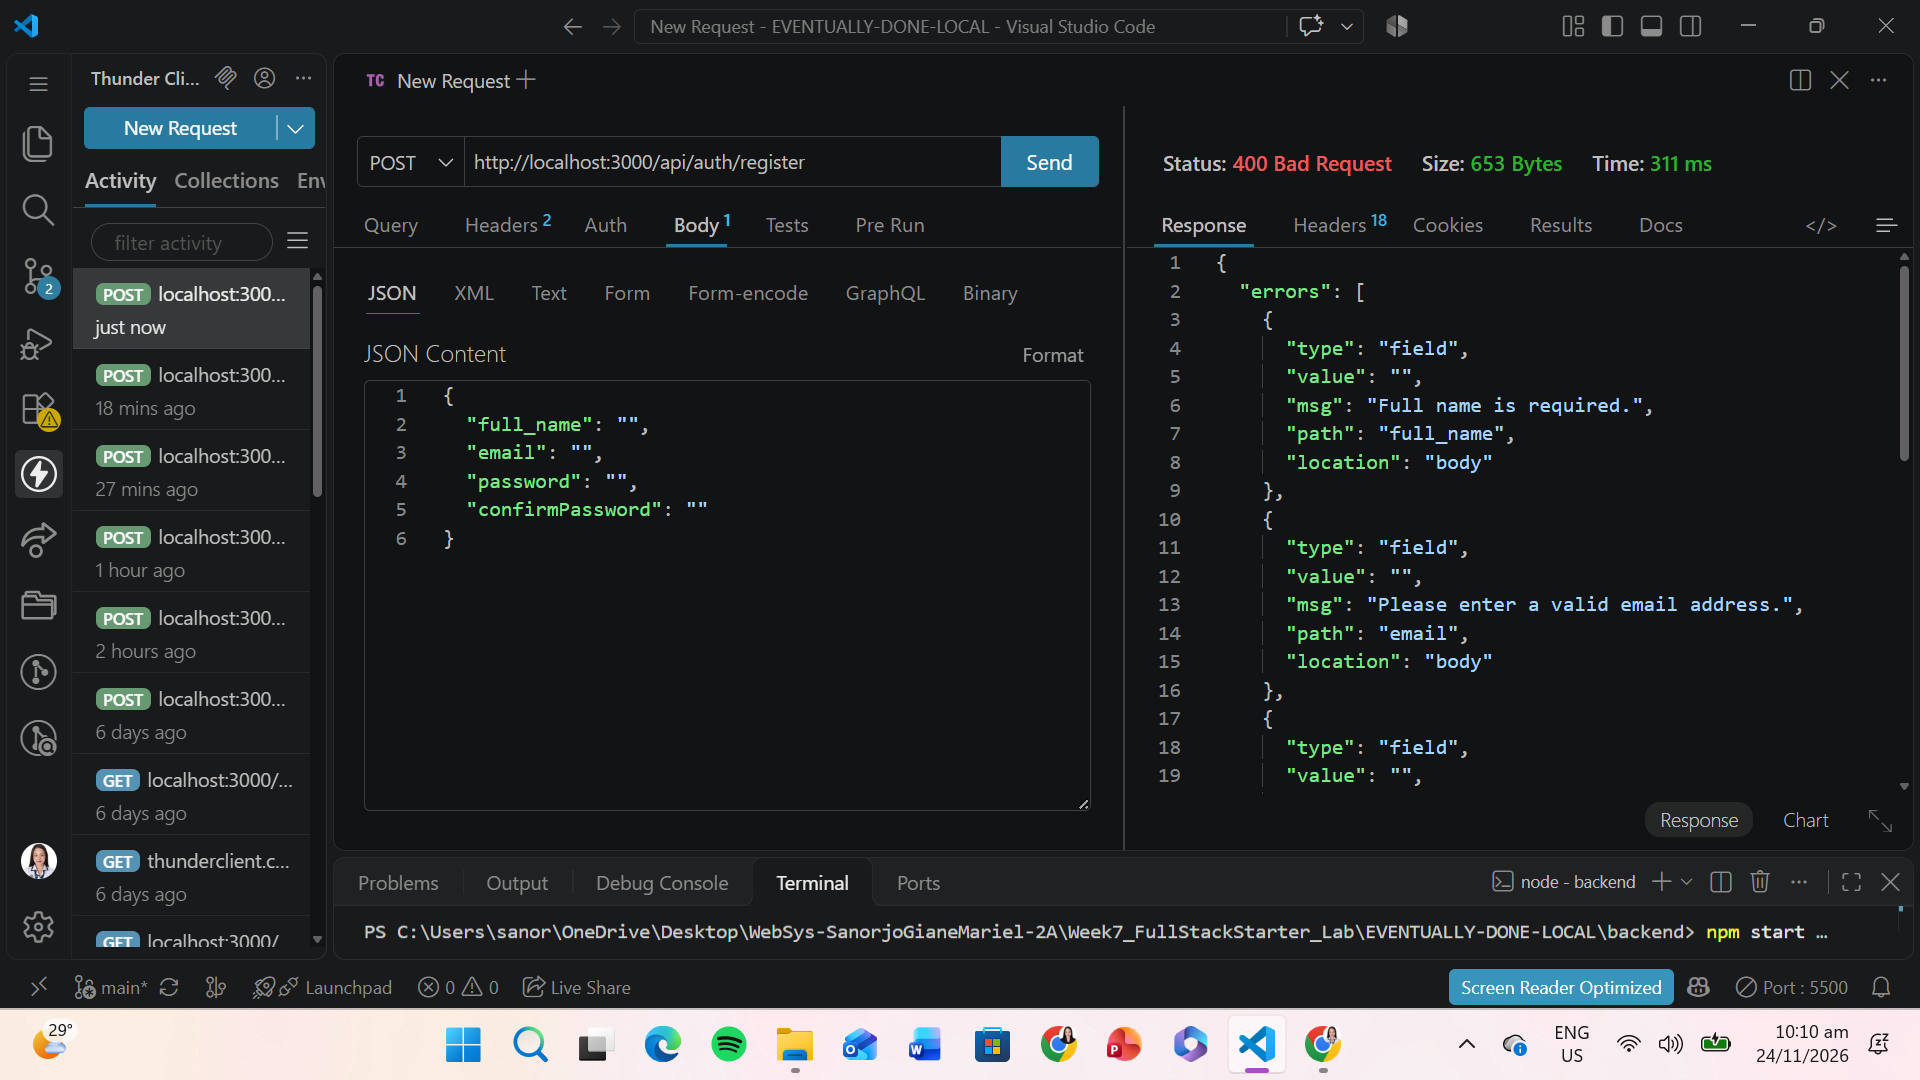 New Request - EVENTUALLY-DONE-LOCAL - Visual Studio Code
Thunder Cli...
New Request
Activity Collections Env
filter activity
POST localhost:300...
just now
POST localhost:300...
18 mins ago
POST localhost:300...
27 mins ago
POST localhost:300...
1 hour ago
POST localhost:300...
2 hours ago
POST localhost:300...
6 days ago
GET localhost:3000/...
6 days ago
GET thunderclient.c...
6 days ago
GET localhost:3000/
2
TC New Request
POST http://localhost:3000/api/auth/register Send
Query Headers 2 Auth Body 1 Tests Pre Run
JSON XML Text Form Form-encode GraphQL Binary
JSON Content Format
1 {
2 "full_name": "",
3 "email": "",
4 "password": "",
5 "confirmPassword": ""
6 }
Status: 400 Bad Request Size: 653 Bytes Time: 311 ms
Response Headers 18 Cookies Results Docs </>
1 {
2 "errors": [
3 {
4 "type": "field",
5 "value": "",
6 "msg": "Full name is required.",
7 "path": "full_name",
8 "location": "body"
9 },
10 {
11 "type": "field",
12 "value": "",
13 "msg": "Please enter a valid email address.",
14 "path": "email",
15 "location": "body"
16 },
17 {
18 "type": "field",
19 "value": "",
Response Chart
Problems Output Debug Console Terminal Ports
node - backend
PS C:\Users\sanor\OneDrive\Desktop\WebSys-SanorjoGianeMariel-2A\Week7_FullStackStarter_Lab\EVENTUALLY-DONE-LOCAL\backend> npm start …
main* Launchpad 0 0 Live Share
Screen Reader Optimized Port : 5500
29°
ENG
US
10:10 am
24/11/2026